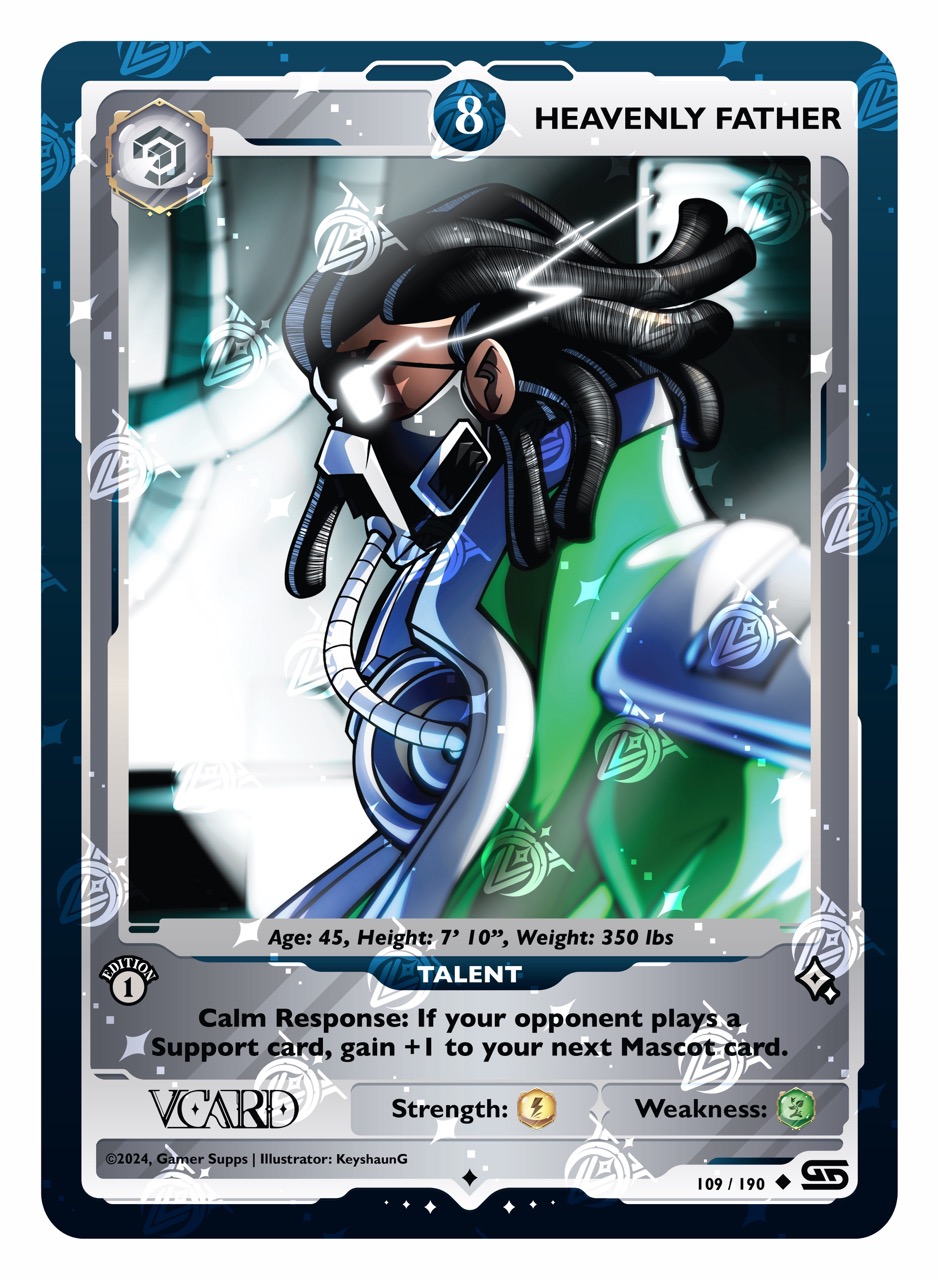 8
HEAVENLY FATHER
Age: 45, Height: 7’ 10”, Weight: 350 lbs
TALENT
EDITION
1
Calm Response: If your opponent plays a
Support card, gain +1 to your next Mascot card.
VCARD
Strength:
Weakness:
©2024, Gamer Supps | Illustrator: KeyshaunG
109 / 190